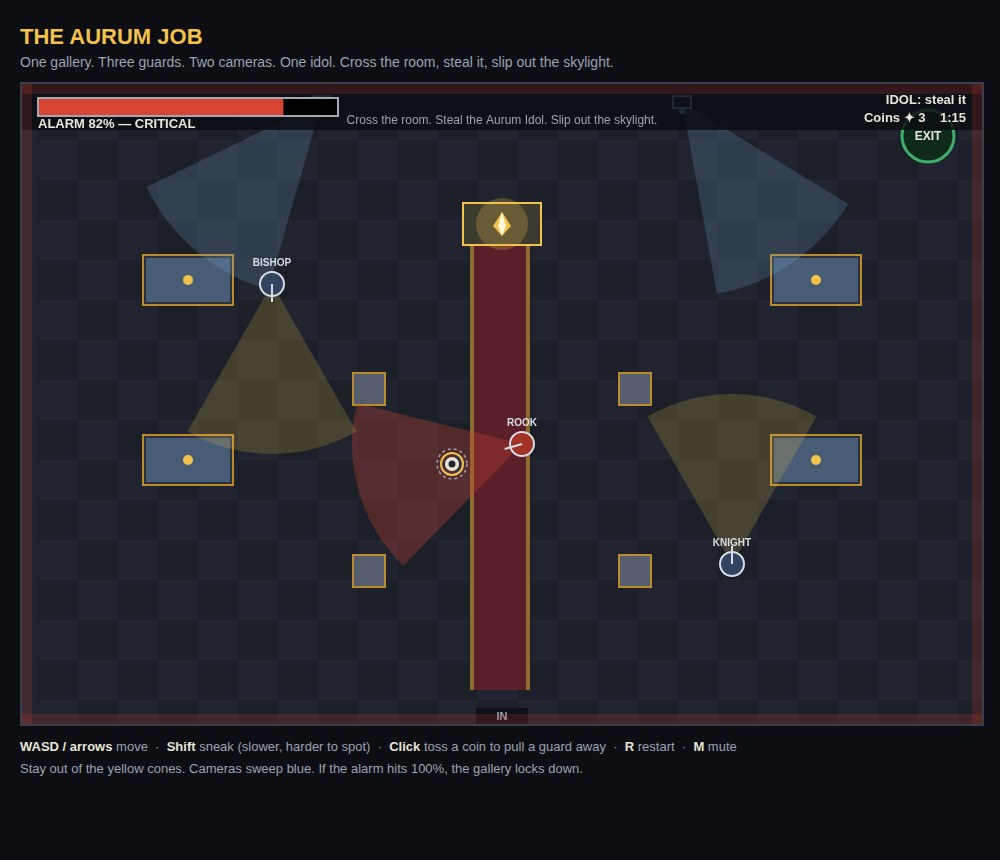 THE AURUM JOB
One gallery. Three guards. Two cameras. One idol. Cross the room, steal it, slip out the skylight.
IDOL: steal it
Coins ✦ 3 1:15
ALARM 82% — CRITICAL
Cross the room. Steal the Aurum Idol. Slip out the skylight.
EXIT
BISHOP
ROOK
KNIGHT
IN
WASD / arrows move · Shift sneak (slower, harder to spot) · Click toss a coin to pull a guard away · R restart · M mute
Stay out of the yellow cones. Cameras sweep blue. If the alarm hits 100%, the gallery locks down.